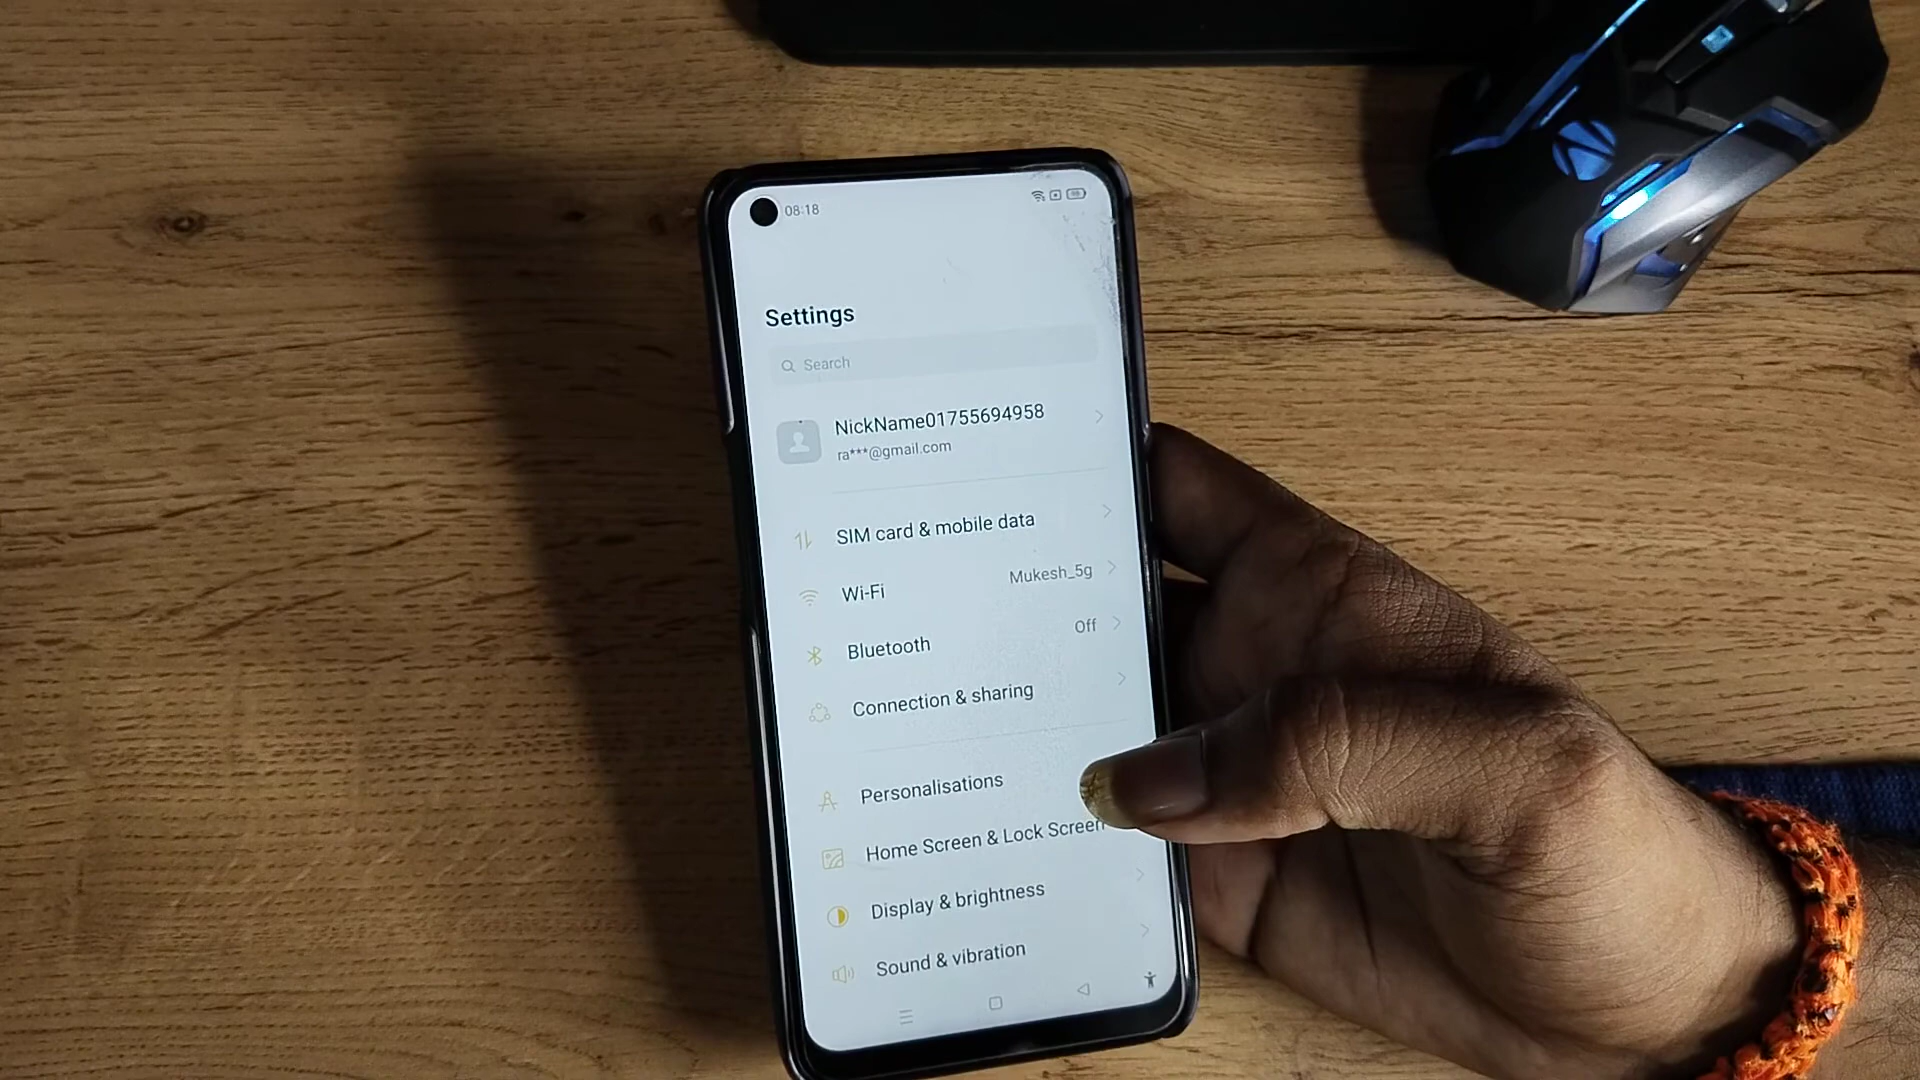 08:18
Settings
Search
NickName01755694958
ra***@gmail.com
SIM card & mobile data
Wi-Fi Mukesh_5g
Bluetooth Off
Connection & sharing
Personalisations
Home Screen & Lock Screen
Display & brightness
Sound & vibration